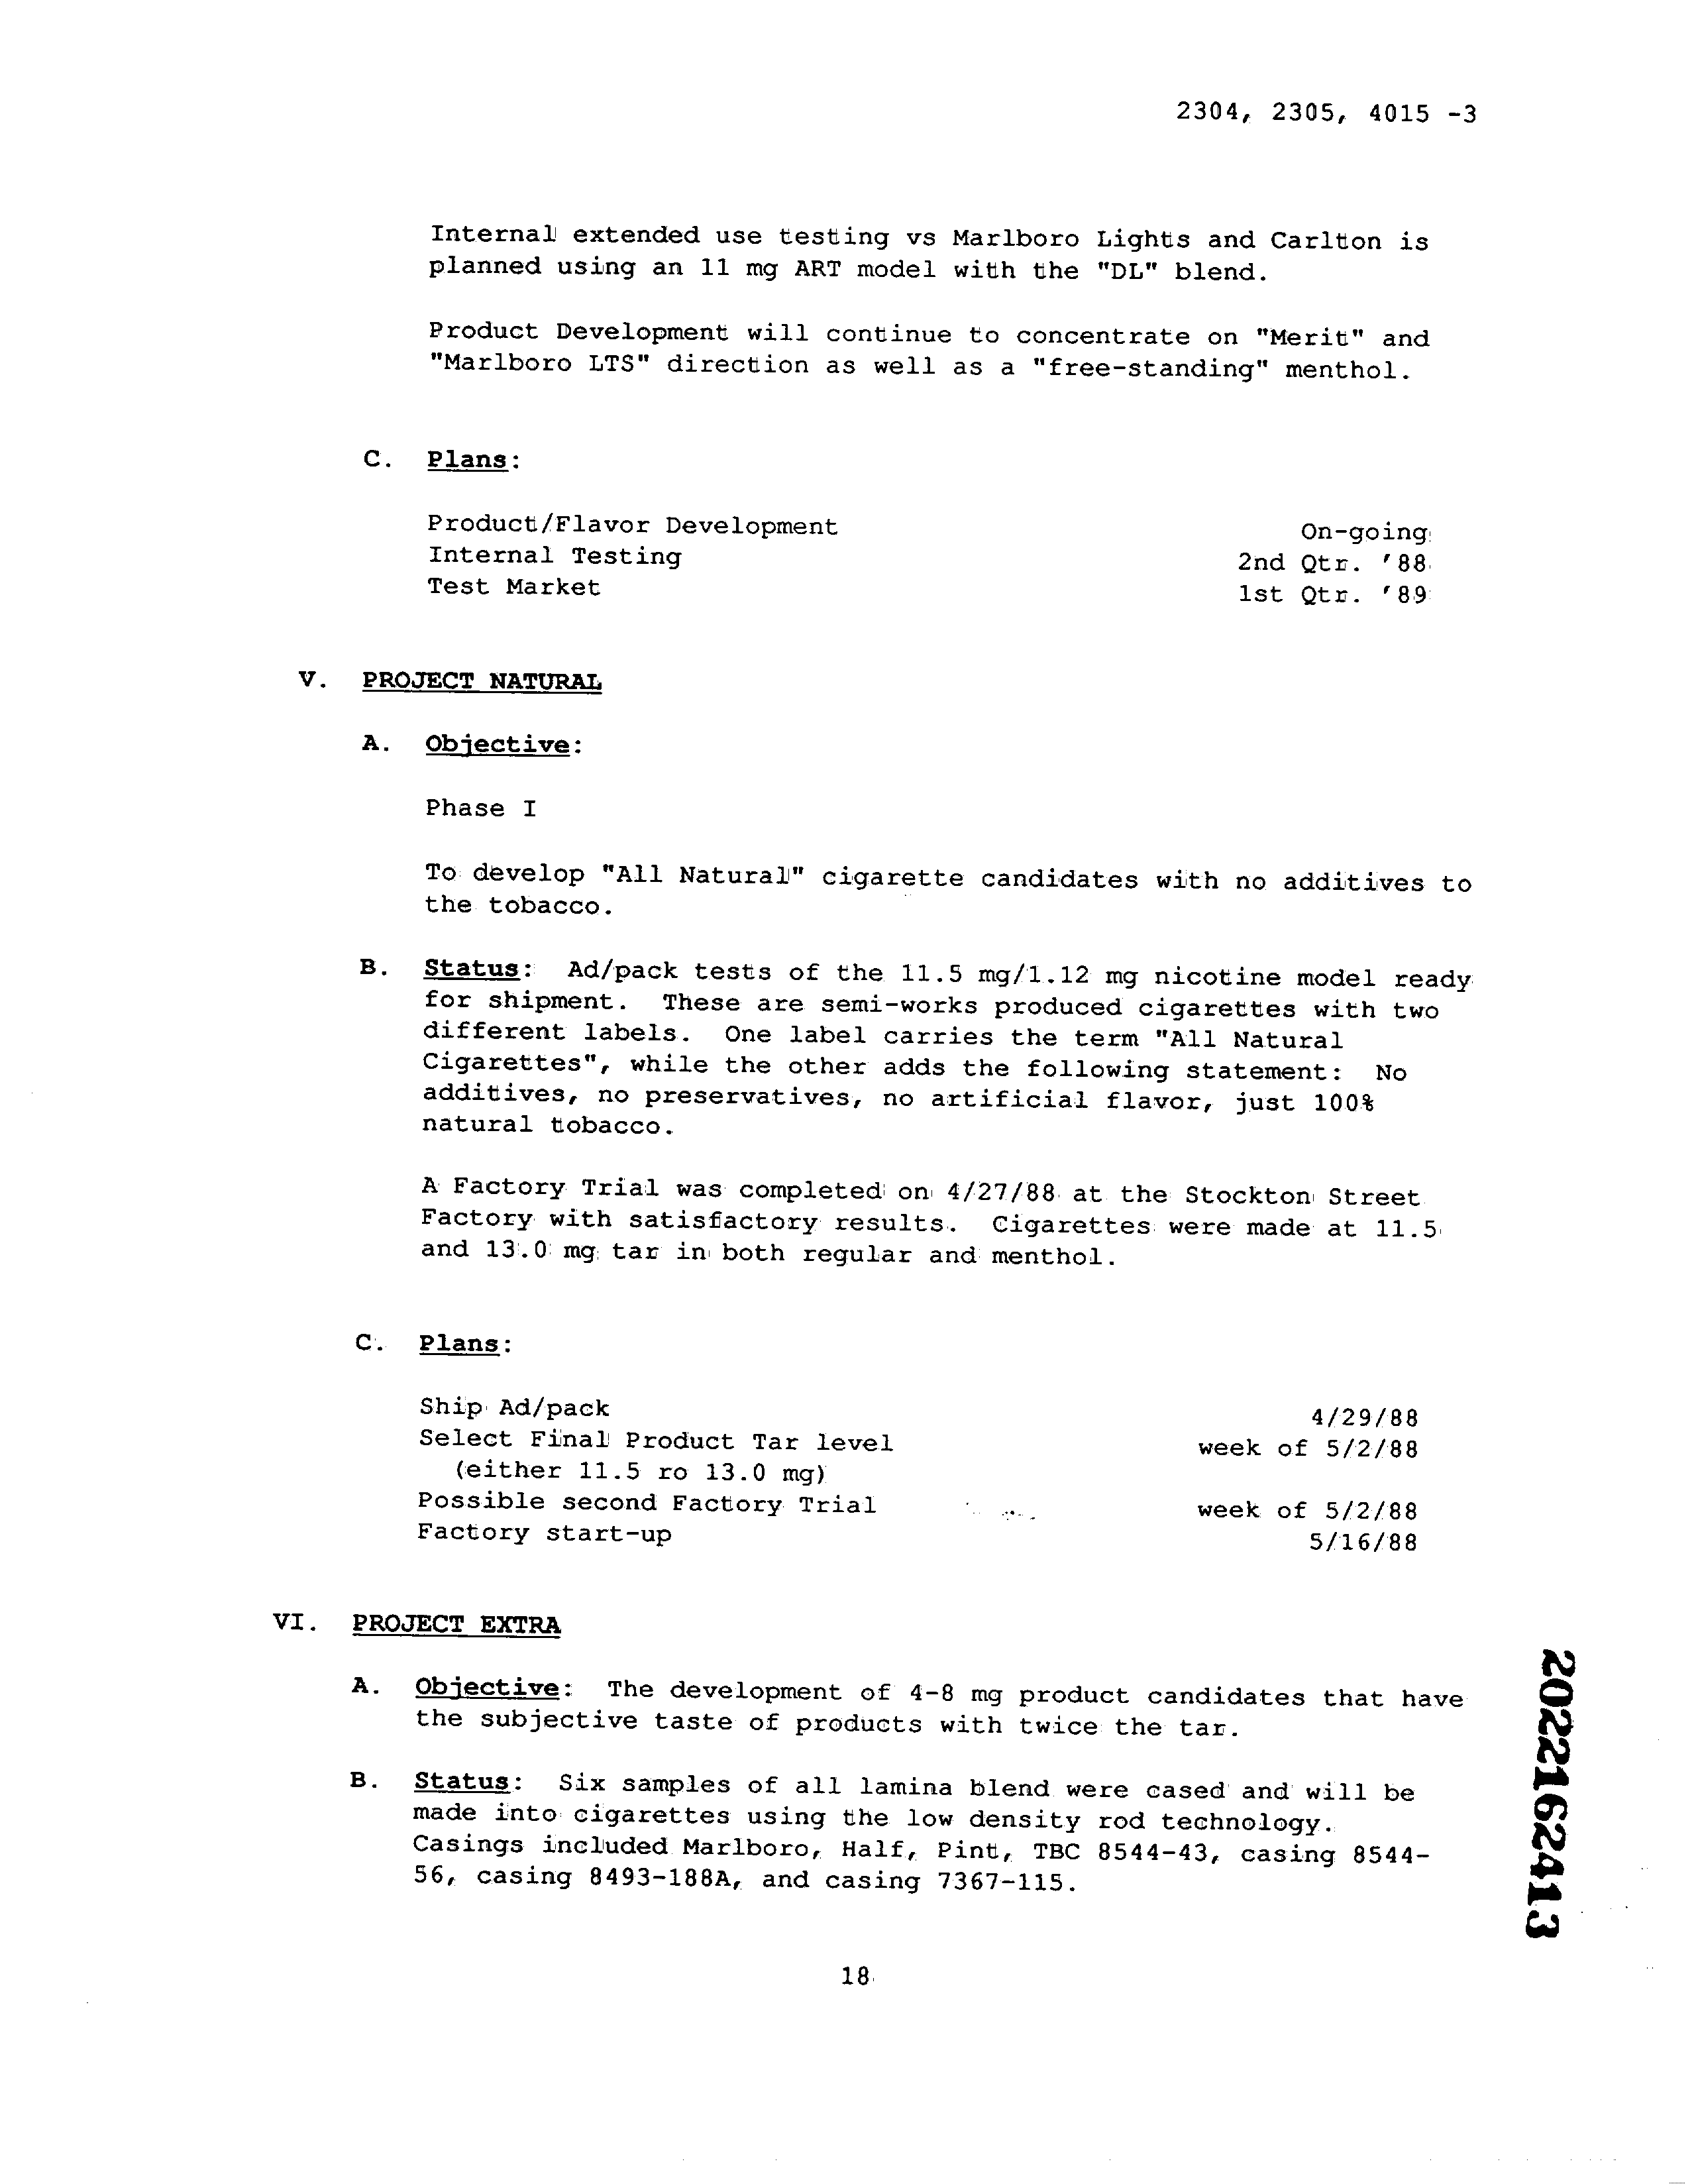 2304, 2305, 4015 -3
Internal extended use testing vs Marlboro Lights and Carlton is
planned using an 11 mg ART model with the "DL" blend.
Product Development will continue to concentrate on "Merit" and
"Marlboro LTS" direction as well as a "free-standing" menthol.
C. Plans:
Product/Flavor Development On-going
Internal Testing 2nd Qtr. '88
Test Market 1st Qtr. '89
V. PROJECT NATURAL
A. Objective:
Phase I
To develop "All Natural" cigarette candidates with no additives to
the tobacco.
B. Status: Ad/pack tests of the 11.5 mg/1.12 mg nicotine model ready
for shipment. These are semi-works produced cigarettes with two
different labels. One label carries the term "All Natural
Cigarettes", while the other adds the following statement: No
additives, no preservatives, no artificial flavor, just 100%
natural tobacco.
A Factory Trial was completed on 4/27/88 at the Stockton Street
Factory with satisfactory results. Cigarettes were made at 11.5
and 13.0 mg tar in both regular and menthol.
C. Plans:
Ship Ad/pack 4/29/88
Select Final Product Tar level week of 5/2/88
(either 11.5 ro 13.0 mg)
Possible second Factory Trial week of 5/2/88
Factory start-up 5/16/88
VI. PROJECT EXTRA
A. Objective: The development of 4-8 mg product candidates that have
the subjective taste of products with twice the tar.
B. Status: Six samples of all lamina blend were cased and will be
made into cigarettes using the low density rod technology.
Casings included Marlboro, Half, Pint, TBC 8544-43, casing 8544-
56, casing 8493-188A, and casing 7367-115.
18
2022162413